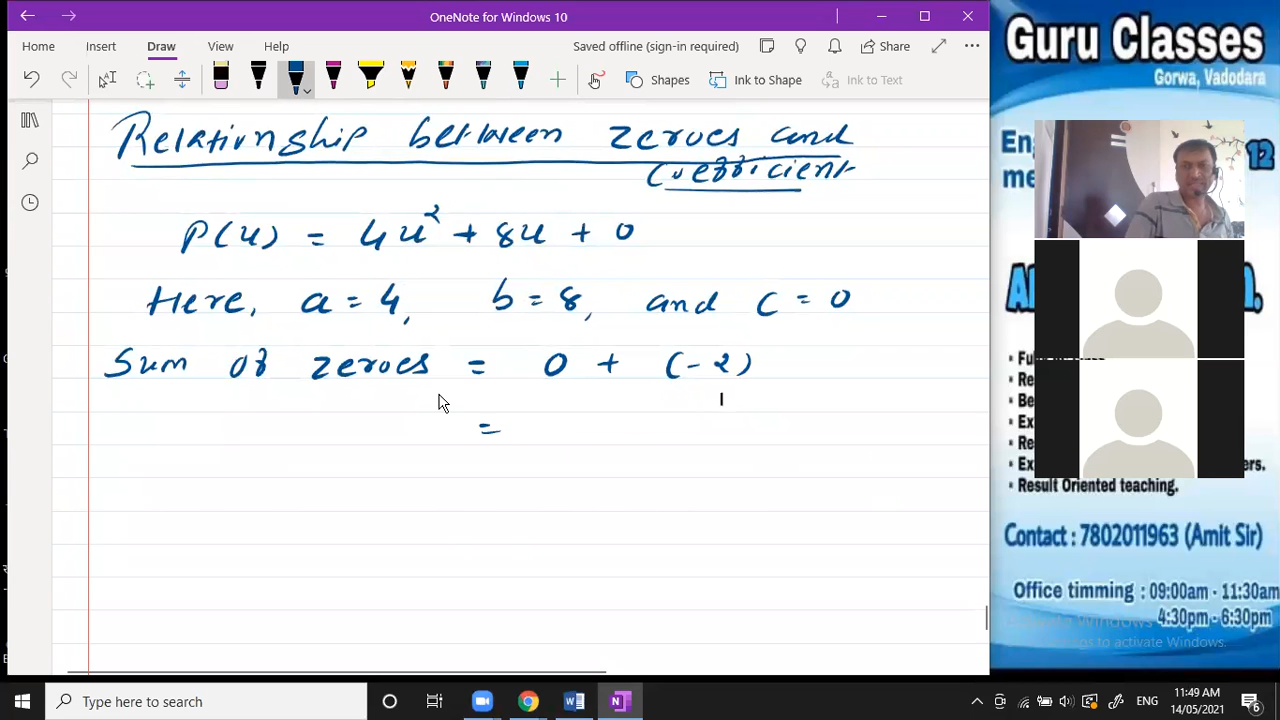 OneNote for Windows 10
Home Insert Draw View Help Saved offline (sign-in required) Share
Shapes Ink to Shape Ink to Text
Relationship between zeroes and
coefficient
P(u) = 4u² + 8u + 0
Here, a = 4, b = 8, and c = 0
Sum of zeroes = 0 + (-2)
=
Guru Classes
Gorwa, Vadodara
12
• Result Oriented teaching.
Contact : 7802011963 (Amit Sir)
Office timming : 09:00am - 11:30am
4:30pm - 6:30pm
Type here to search
ENG
11:49 AM
14/05/2021
6